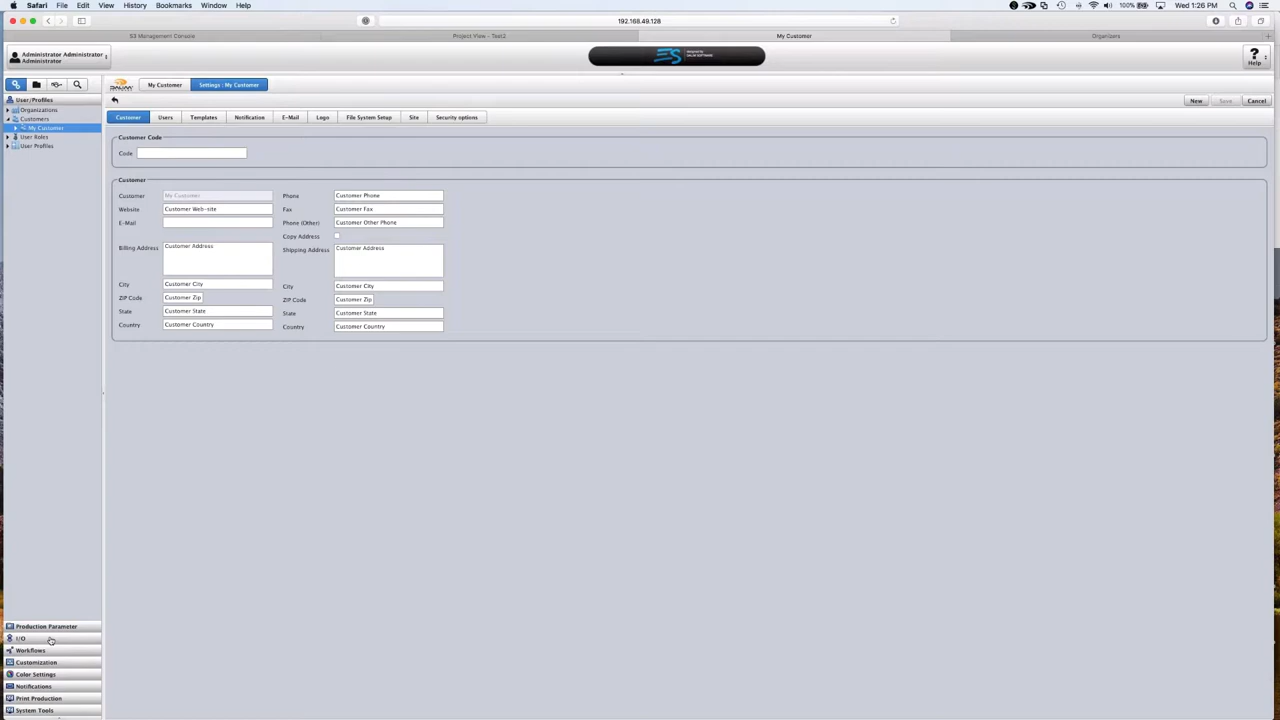 Safari File Edit View History Bookmarks Window Help 100% Wed 1:26 PM
192.168.49.128
S3 Management Console Project View - Test2 My Customer Organizers
Administrator Administrator
Administrator
ES
DALIM SOFTWARE
Help
DALIM My Customer Settings : My Customer
User/Profiles
Organizations
Customers
My Customer
User Roles
User Profiles
New Save Cancel
Customer Users Templates Notification E-Mail Logo File System Setup Site Security options
Customer Code
Code
Customer
Customer My Customer Phone Customer Phone
Website Customer Web-site Fax Customer Fax
E-Mail Phone (Other) Customer Other Phone
Copy Address
Billing Address Customer Address Shipping Address Customer Address
City Customer City City Customer City
ZIP Code Customer Zip ZIP Code Customer Zip
State Customer State State Customer State
Country Customer Country Country Customer Country
Production Parameter
I/O
Workflows
Customization
Color Settings
Notifications
Print Production
System Tools